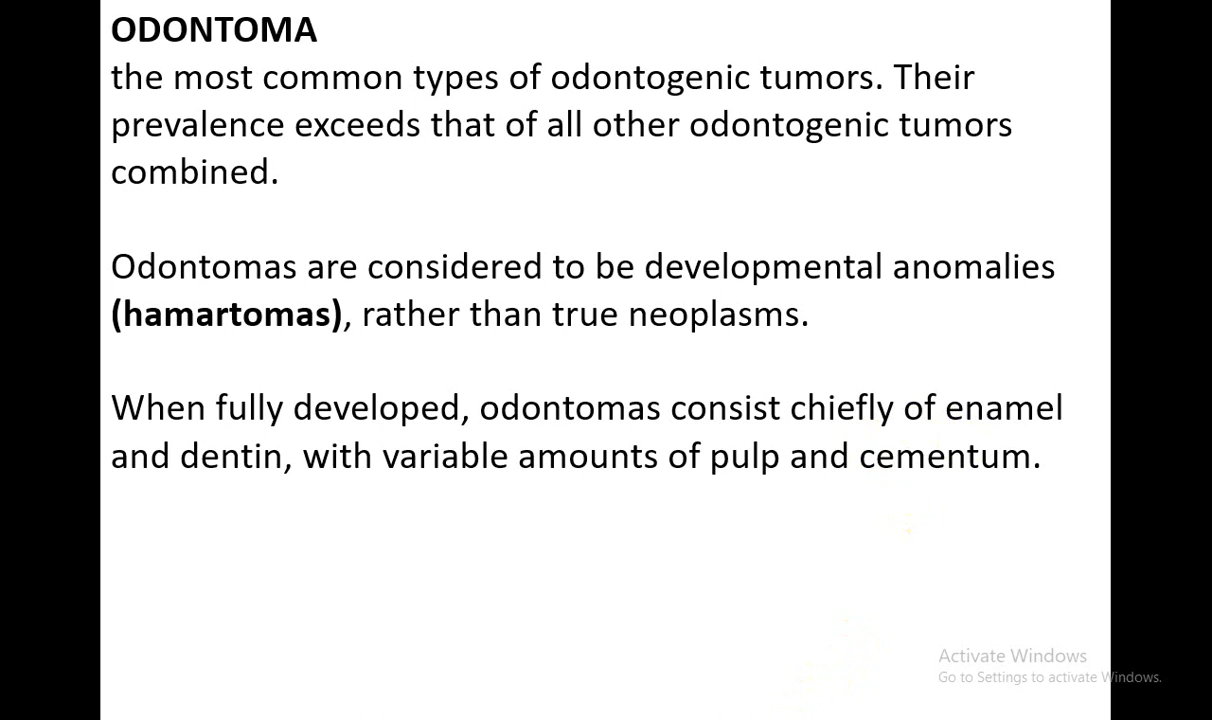 ODONTOMA
the most common types of odontogenic tumors. Their
prevalence exceeds that of all other odontogenic tumors
combined.
Odontomas are considered to be developmental anomalies
(hamartomas), rather than true neoplasms.
When fully developed, odontomas consist chiefly of enamel
and dentin, with variable amounts of pulp and cementum.
Activate Windows
Go to Settings to activate Windows.